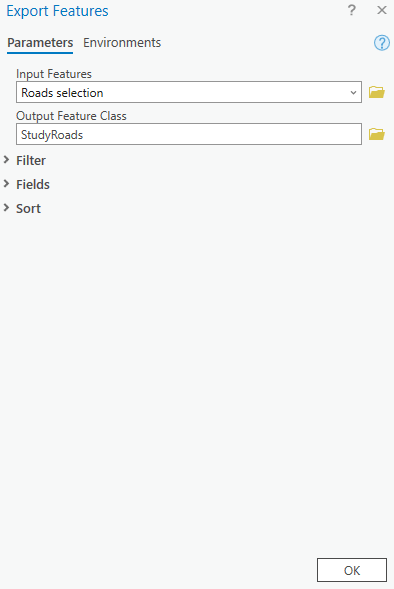 Export Features ? ×
Parameters Environments ?
Input Features
Roads selection
Output Feature Class
StudyRoads
Filter
Fields
Sort
OK